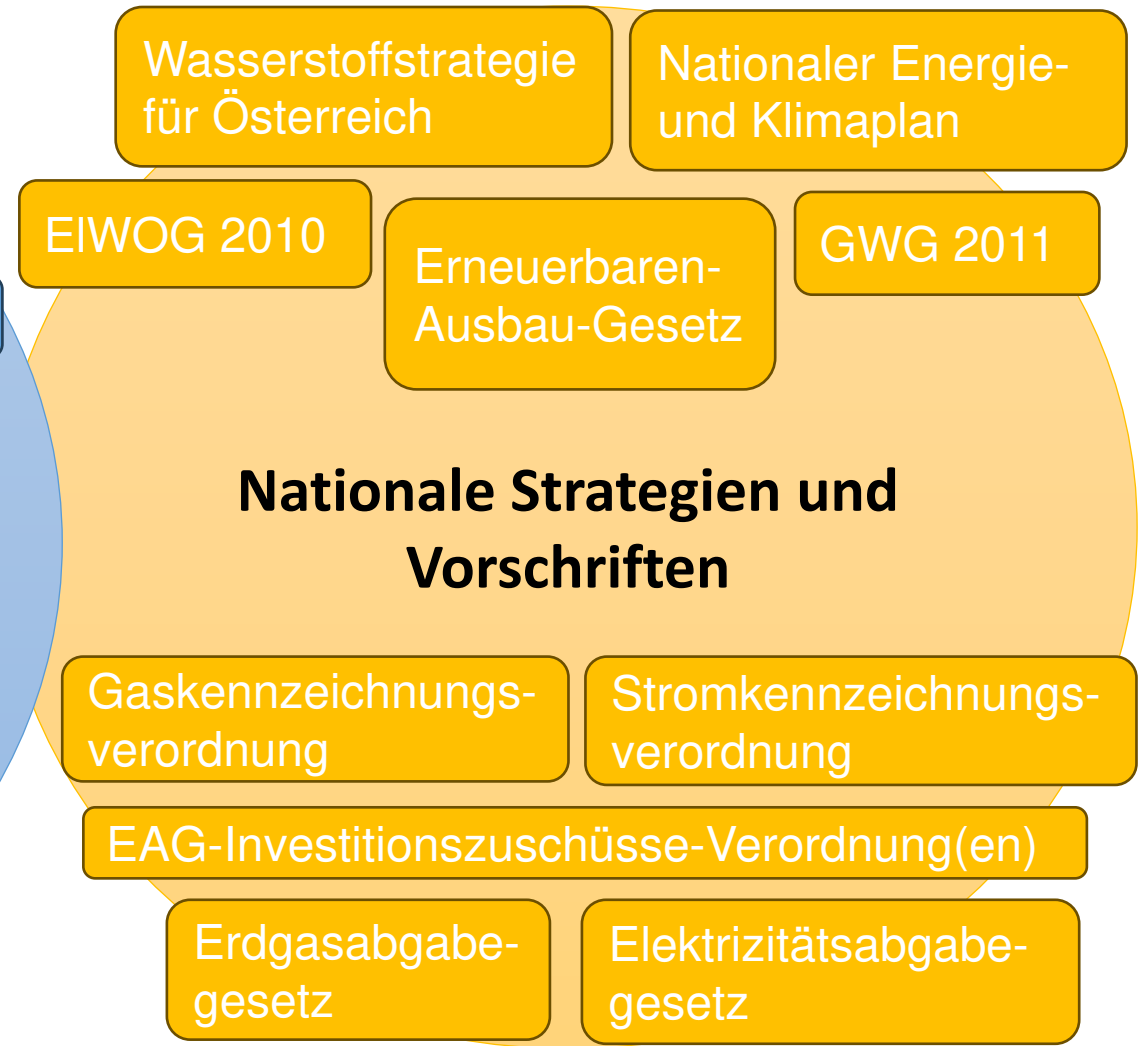 Wasserstoffstrategie
für Österreich
Nationaler Energie-
und Klimaplan
ElWOG 2010
Erneuerbaren-
Ausbau-Gesetz
GWG 2011
Nationale Strategien und
Vorschriften
Gaskennzeichnungs-
verordnung
Stromkennzeichnungs-
verordnung
EAG-Investitionszuschüsse-Verordnung(en)
Erdgasabgabe-
gesetz
Elektrizitätsabgabe-
gesetz